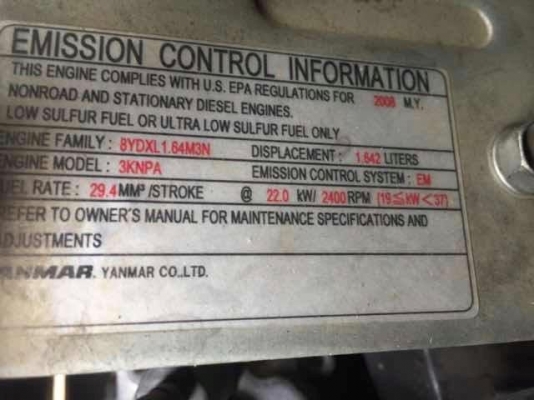 EMISSION CONTROL INFORMATION
THIS ENGINE COMPLIES WITH U.S. EPA REGULATIONS FOR 2008 M.Y.
NONROAD AND STATIONARY DIESEL ENGINES.
LOW SULFUR FUEL OR ULTRA LOW SULFUR FUEL ONLY
ENGINE FAMILY : 8YDXL1.64M3N DISPLACEMENT : 1.642 LITERS
ENGINE MODEL : 3KNPA EMISSION CONTROL SYSTEM : EM
FUEL RATE : 29.4 MM³/STROKE @ 22.0 kW/ 2400 RPM (19≦kW<37)
REFER TO OWNER'S MANUAL FOR MAINTENANCE SPECIFICATIONS AND
ADJUSTMENTS
YANMAR. YANMAR CO.,LTD.